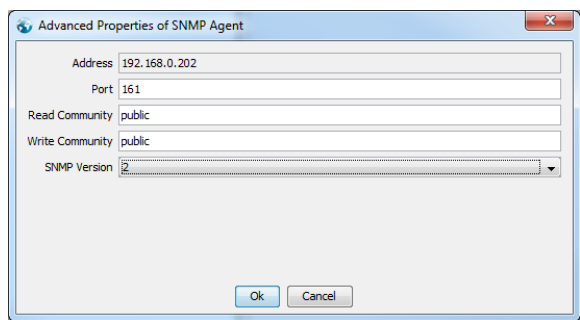 Advanced Properties of SNMP Agent
Address 192.168.0.202
Port 161
Read Community public
Write Community public
SNMP Version 2
Ok Cancel